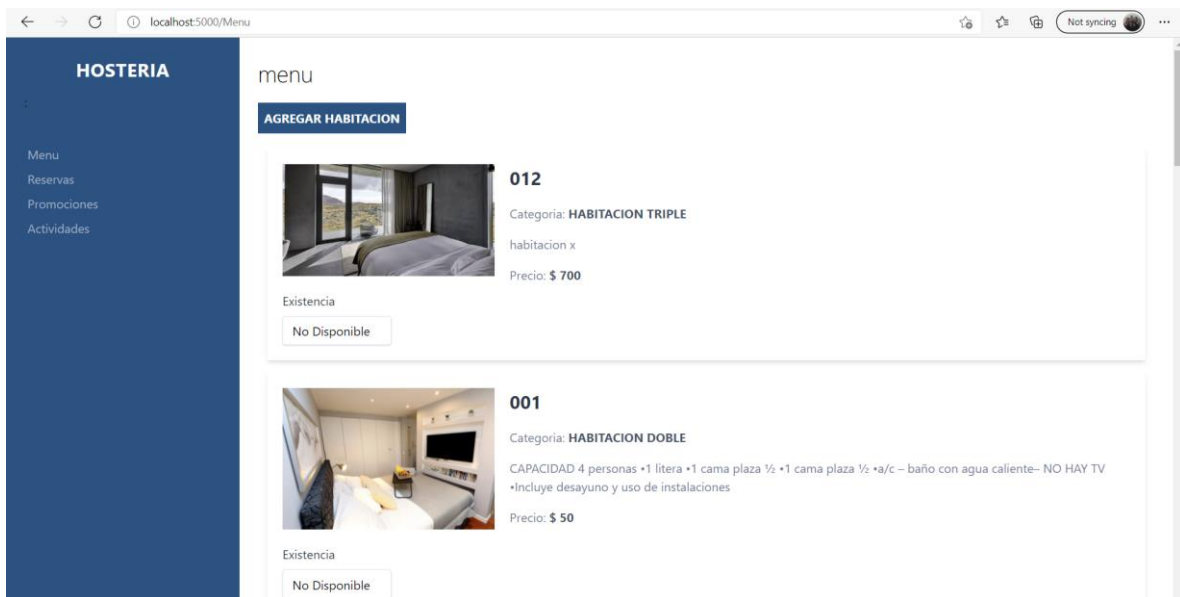 localhost:5000/Menu
Not syncing
HOSTERIA
:
menu
AGREGAR HABITACION
Menu
Reservas
Promociones
Actividades
012
Categoria: HABITACION TRIPLE
habitacion x
Precio: $ 700
Existencia
No Disponible
001
Categoria: HABITACION DOBLE
CAPACIDAD 4 personas •1 litera •1 cama plaza ½ •1 cama plaza ½ •a/c – baño con agua caliente– NO HAY TV
•Incluye desayuno y uso de instalaciones
Precio: $ 50
Existencia
No Disponible